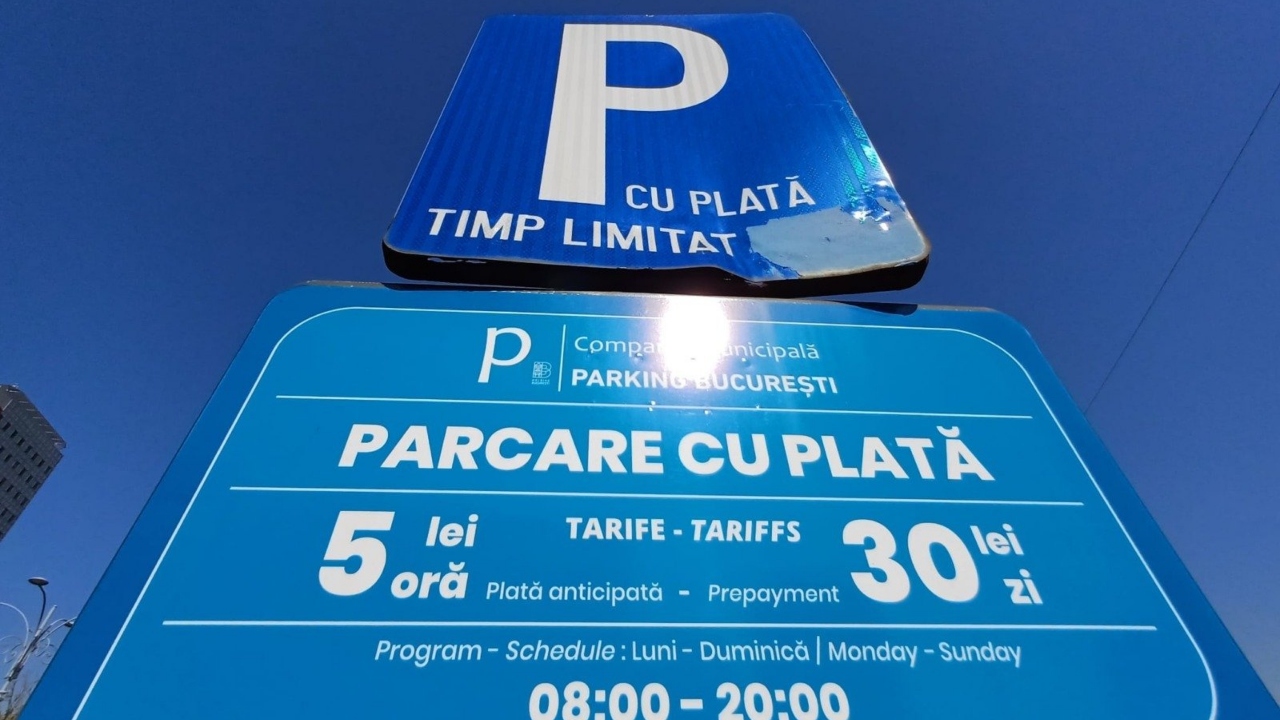 P
CU PLATĂ
TIMP LIMITAT
P
PARKING BUCUREȘTI
PARCARE CU PLATĂ
5 lei oră
TARIFE - TARIFFS
Plată anticipată - Prepayment
30 lei zi
Program - Schedule : Luni - Duminică | Monday - Sunday
08:00 - 20:00